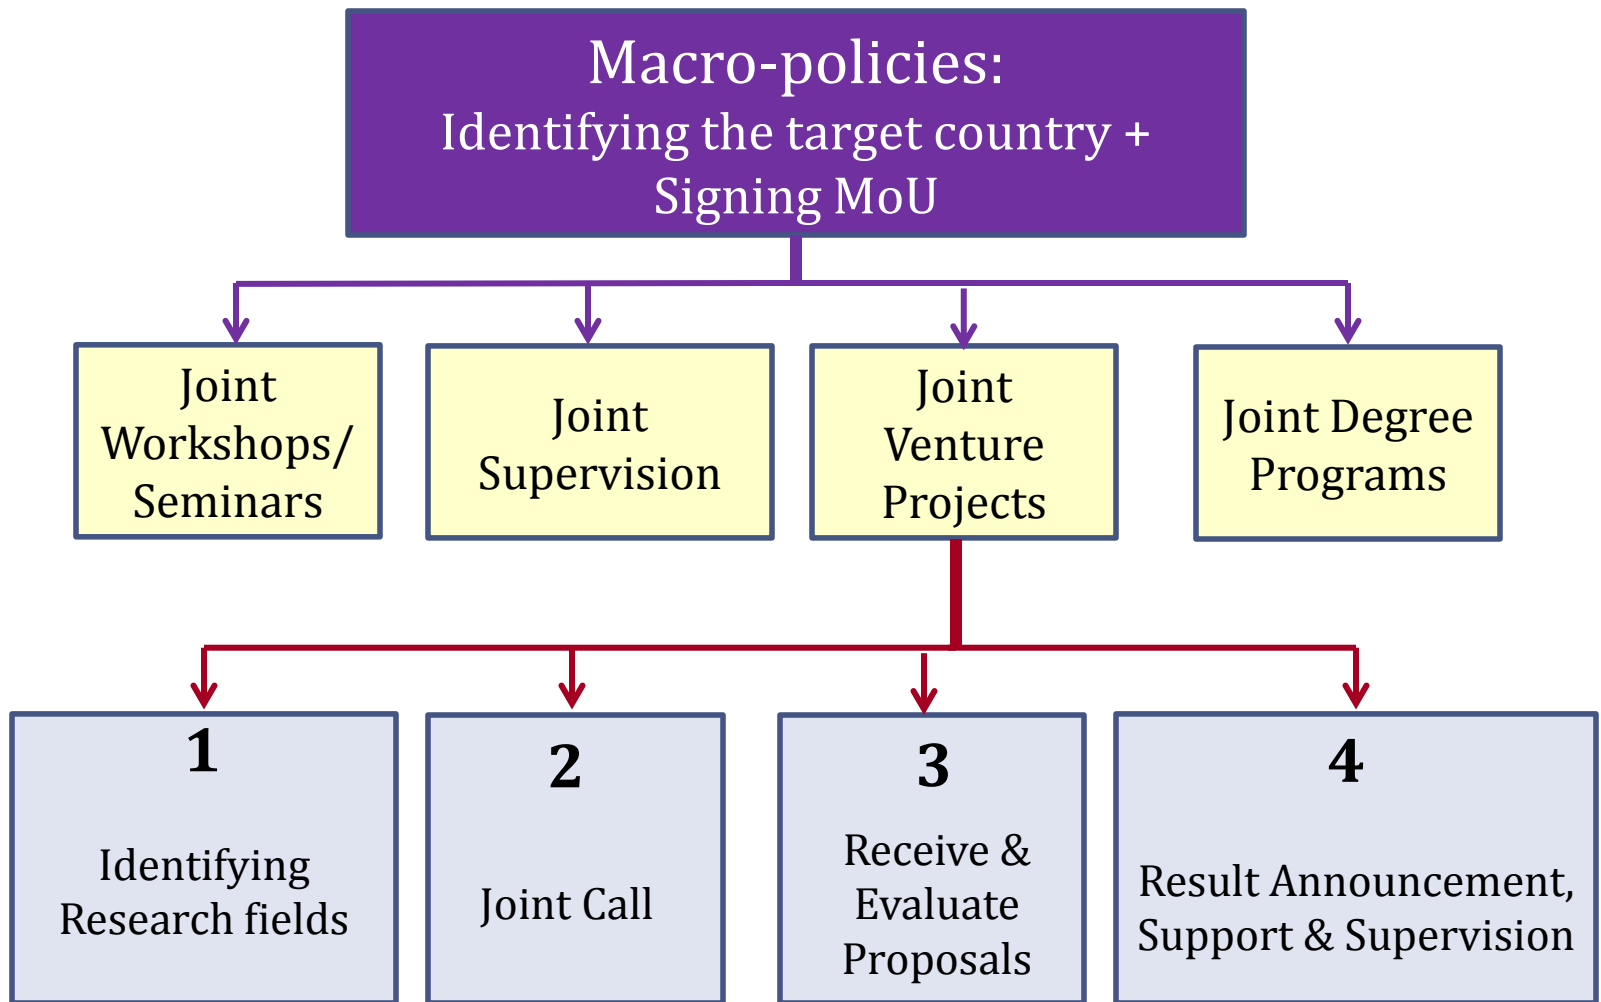 Macro-policies:
Identifying the target country +
Signing MoU
Joint
Workshops/
Seminars
Joint
Supervision
Joint
Venture
Projects
Joint Degree
Programs
1
Identifying
Research fields
2
Joint Call
3
Receive &
Evaluate
Proposals
4
Result Announcement,
Support & Supervision